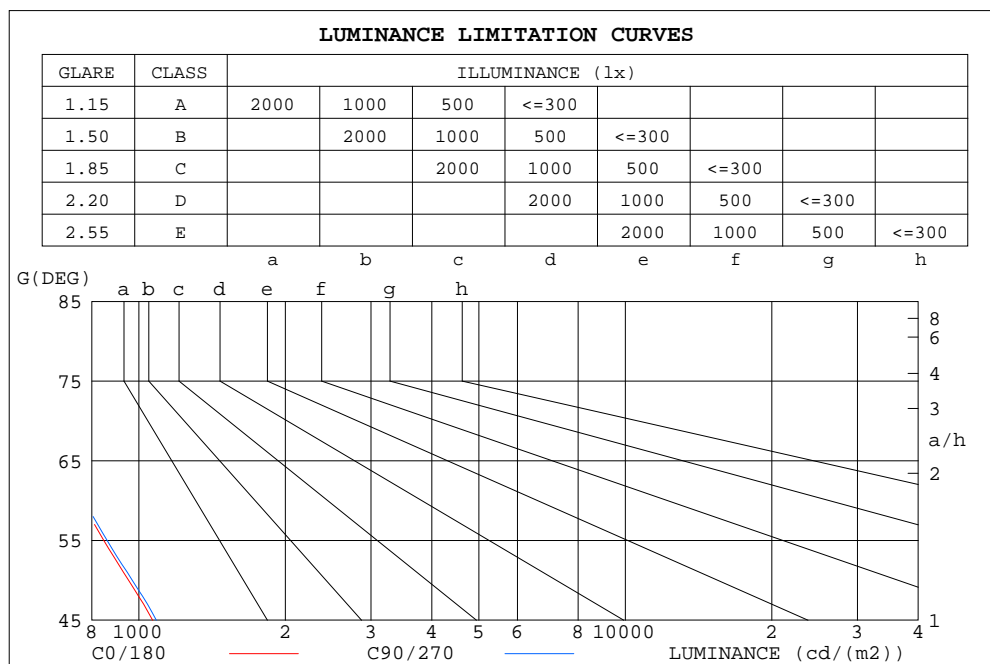 LUMINANCE LIMITATION CURVES
GLARE CLASS ILLUMINANCE (lx)
1.15 A 2000 1000 500 <=300
1.50 B 2000 1000 500 <=300
1.85 C 2000 1000 500 <=300
2.20 D 2000 1000 500 <=300
2.55 E 2000 1000 500 <=300
a b c d e f g h
G(DEG)
a b c d e f g h
85
8
6
75
4
3
a/h
65
2
55
45
1
8 1000 2 3 4 5 6 8 10000 2 3 4
C0/180 C90/270 LUMINANCE (cd/(m2))